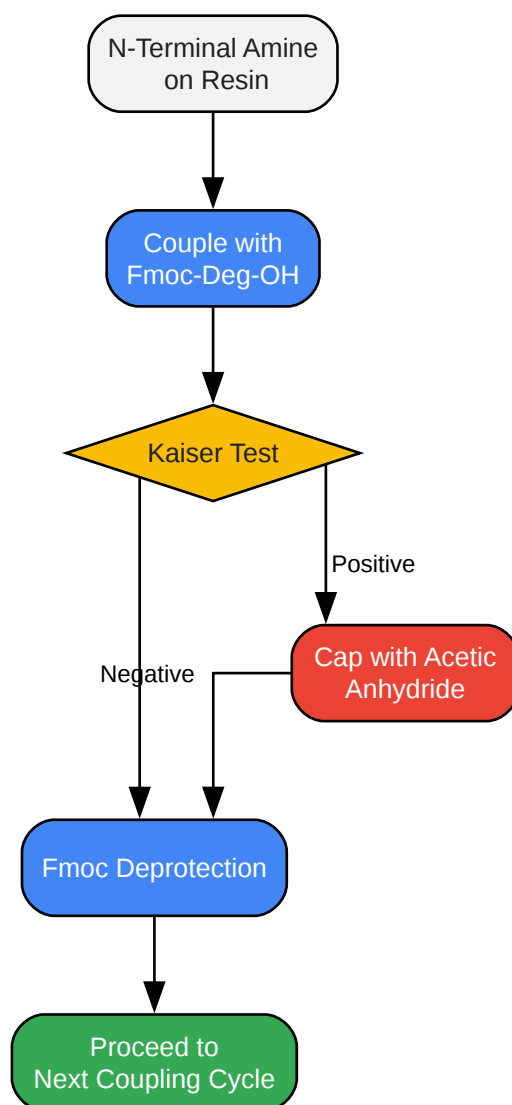 N-Terminal Amine
on Resin
Couple with
Fmoc-Deg-OH
Kaiser Test
Positive
Cap with Acetic
Anhydride
Negative
Fmoc Deprotection
Proceed to
Next Coupling Cycle